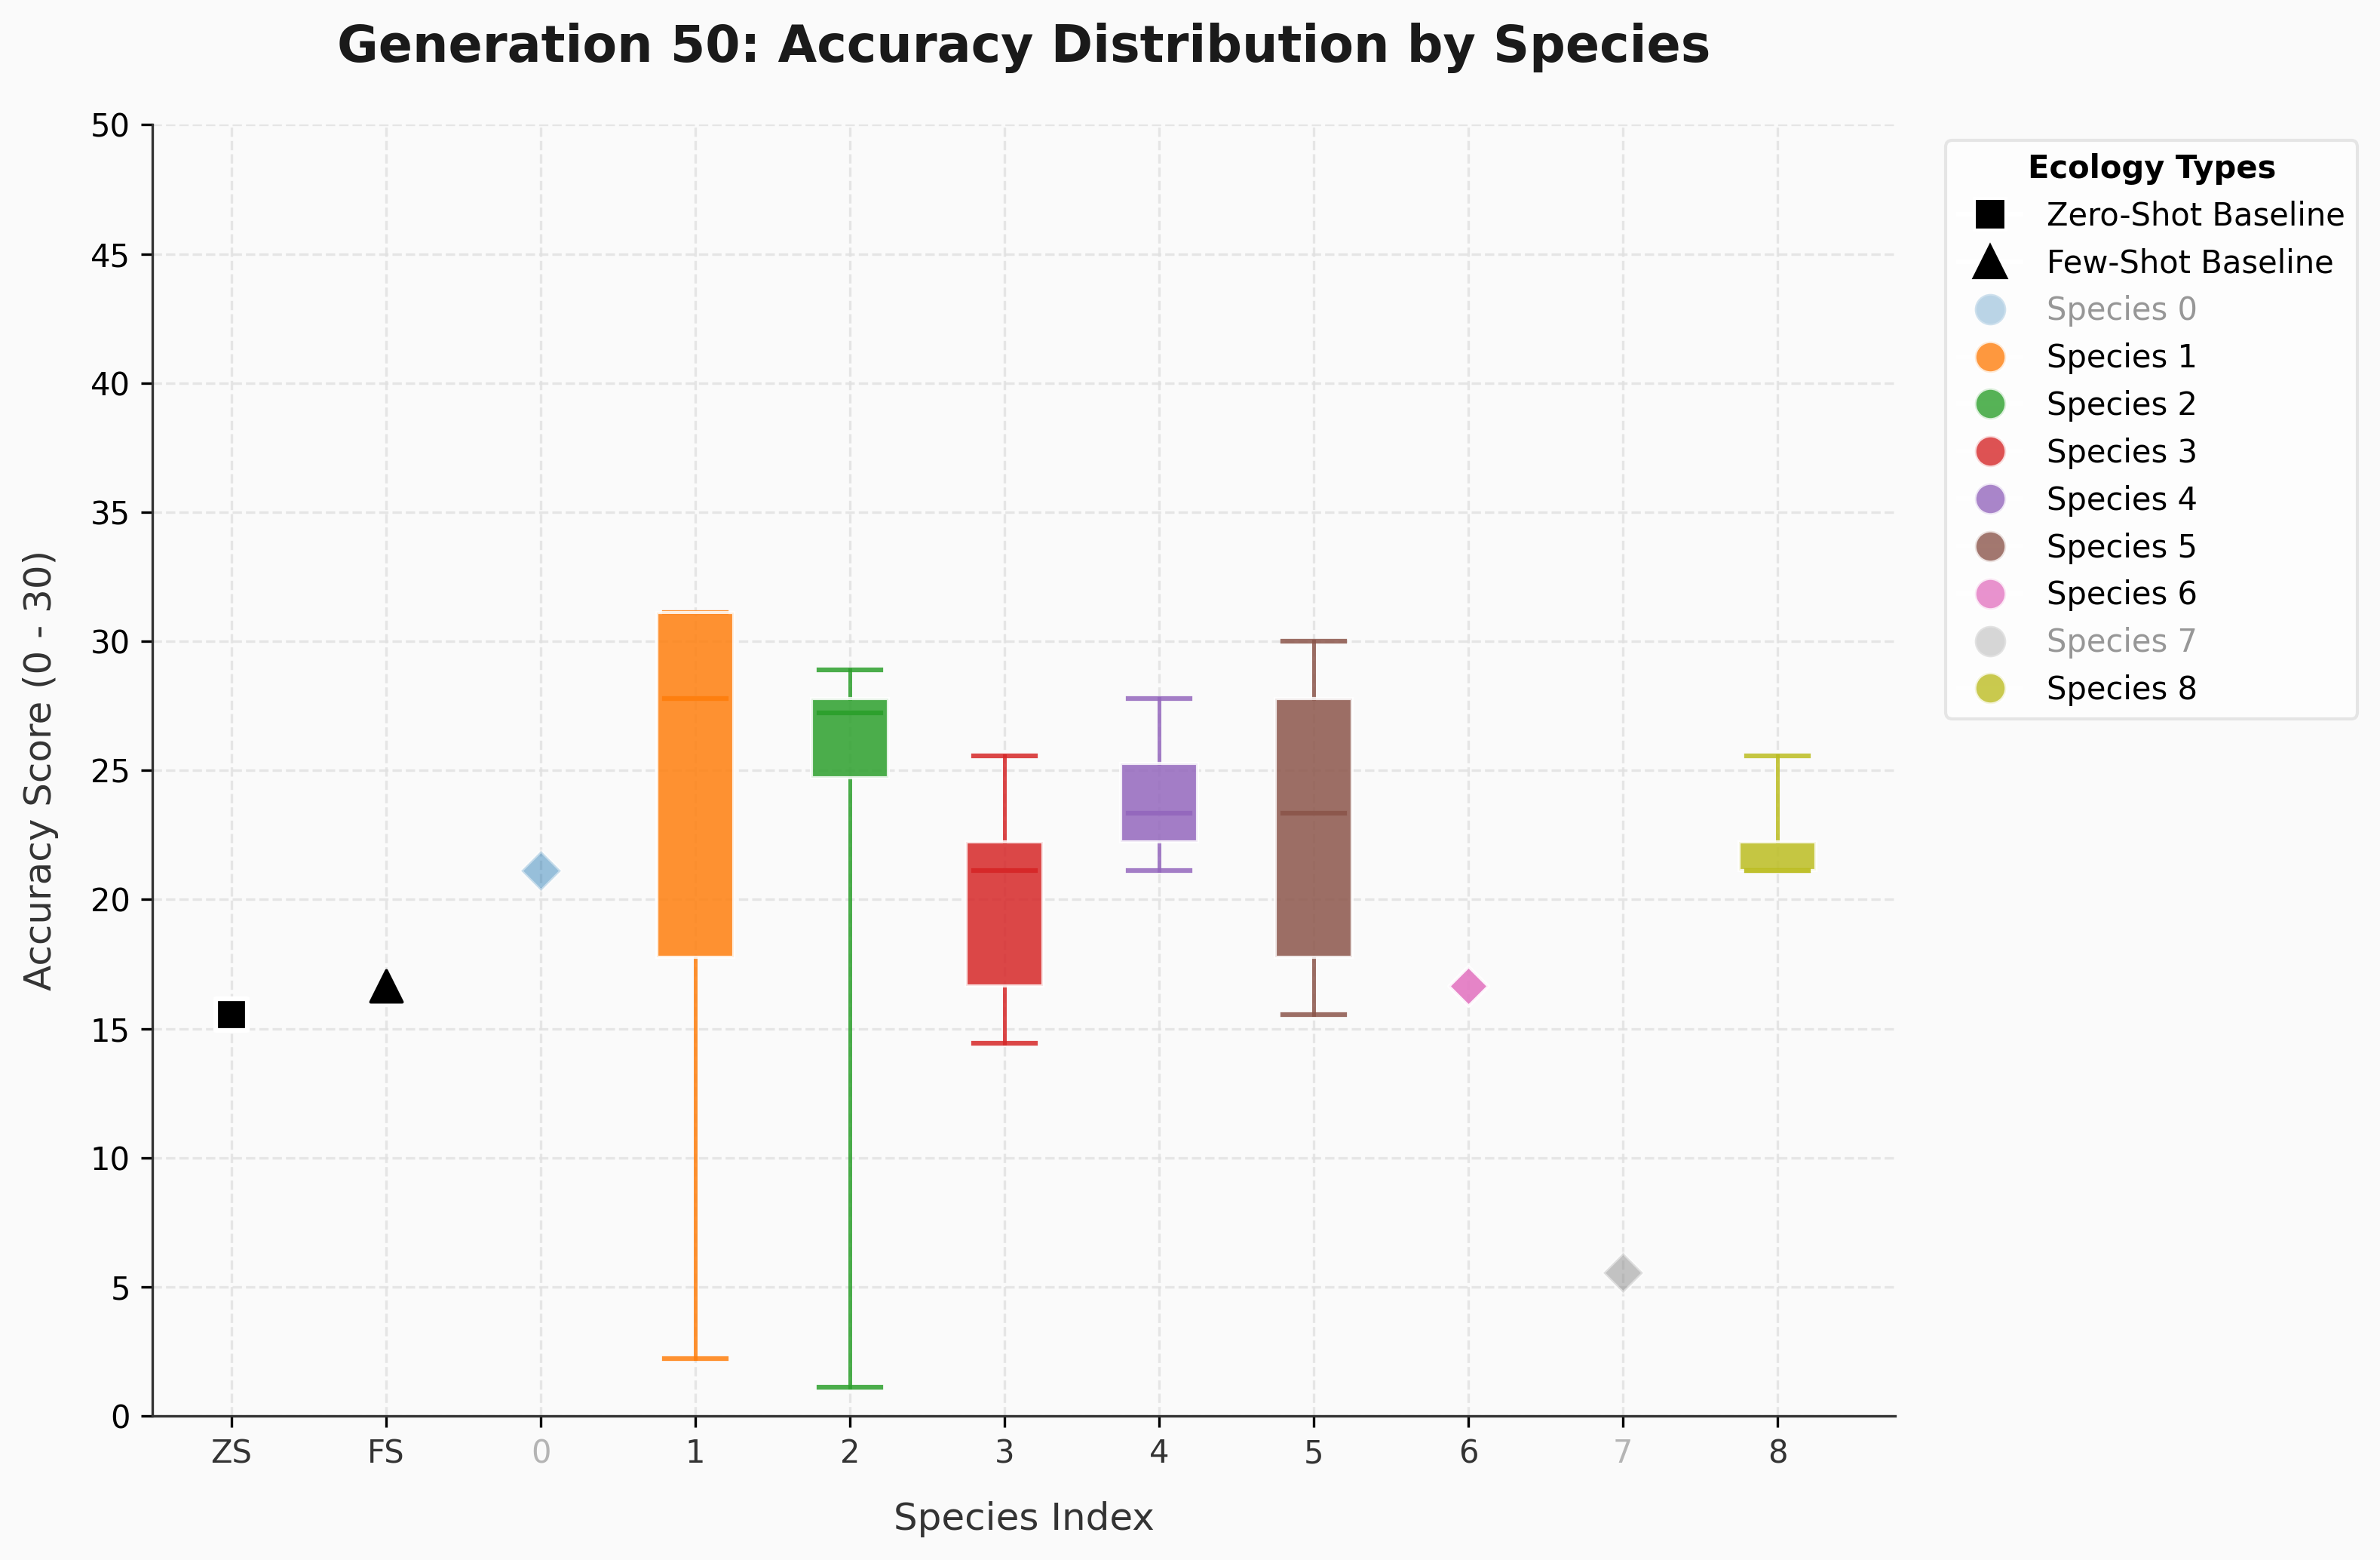 Generation 50: Accuracy Distribution by Species
50
45
40
35
30
25
20
15
10
5
0
Accuracy Score (0 - 30)
ZS FS 0 1 2 3 4 5 6 7 8
Species Index
Ecology Types
Zero-Shot Baseline
Few-Shot Baseline
Species 0
Species 1
Species 2
Species 3
Species 4
Species 5
Species 6
Species 7
Species 8